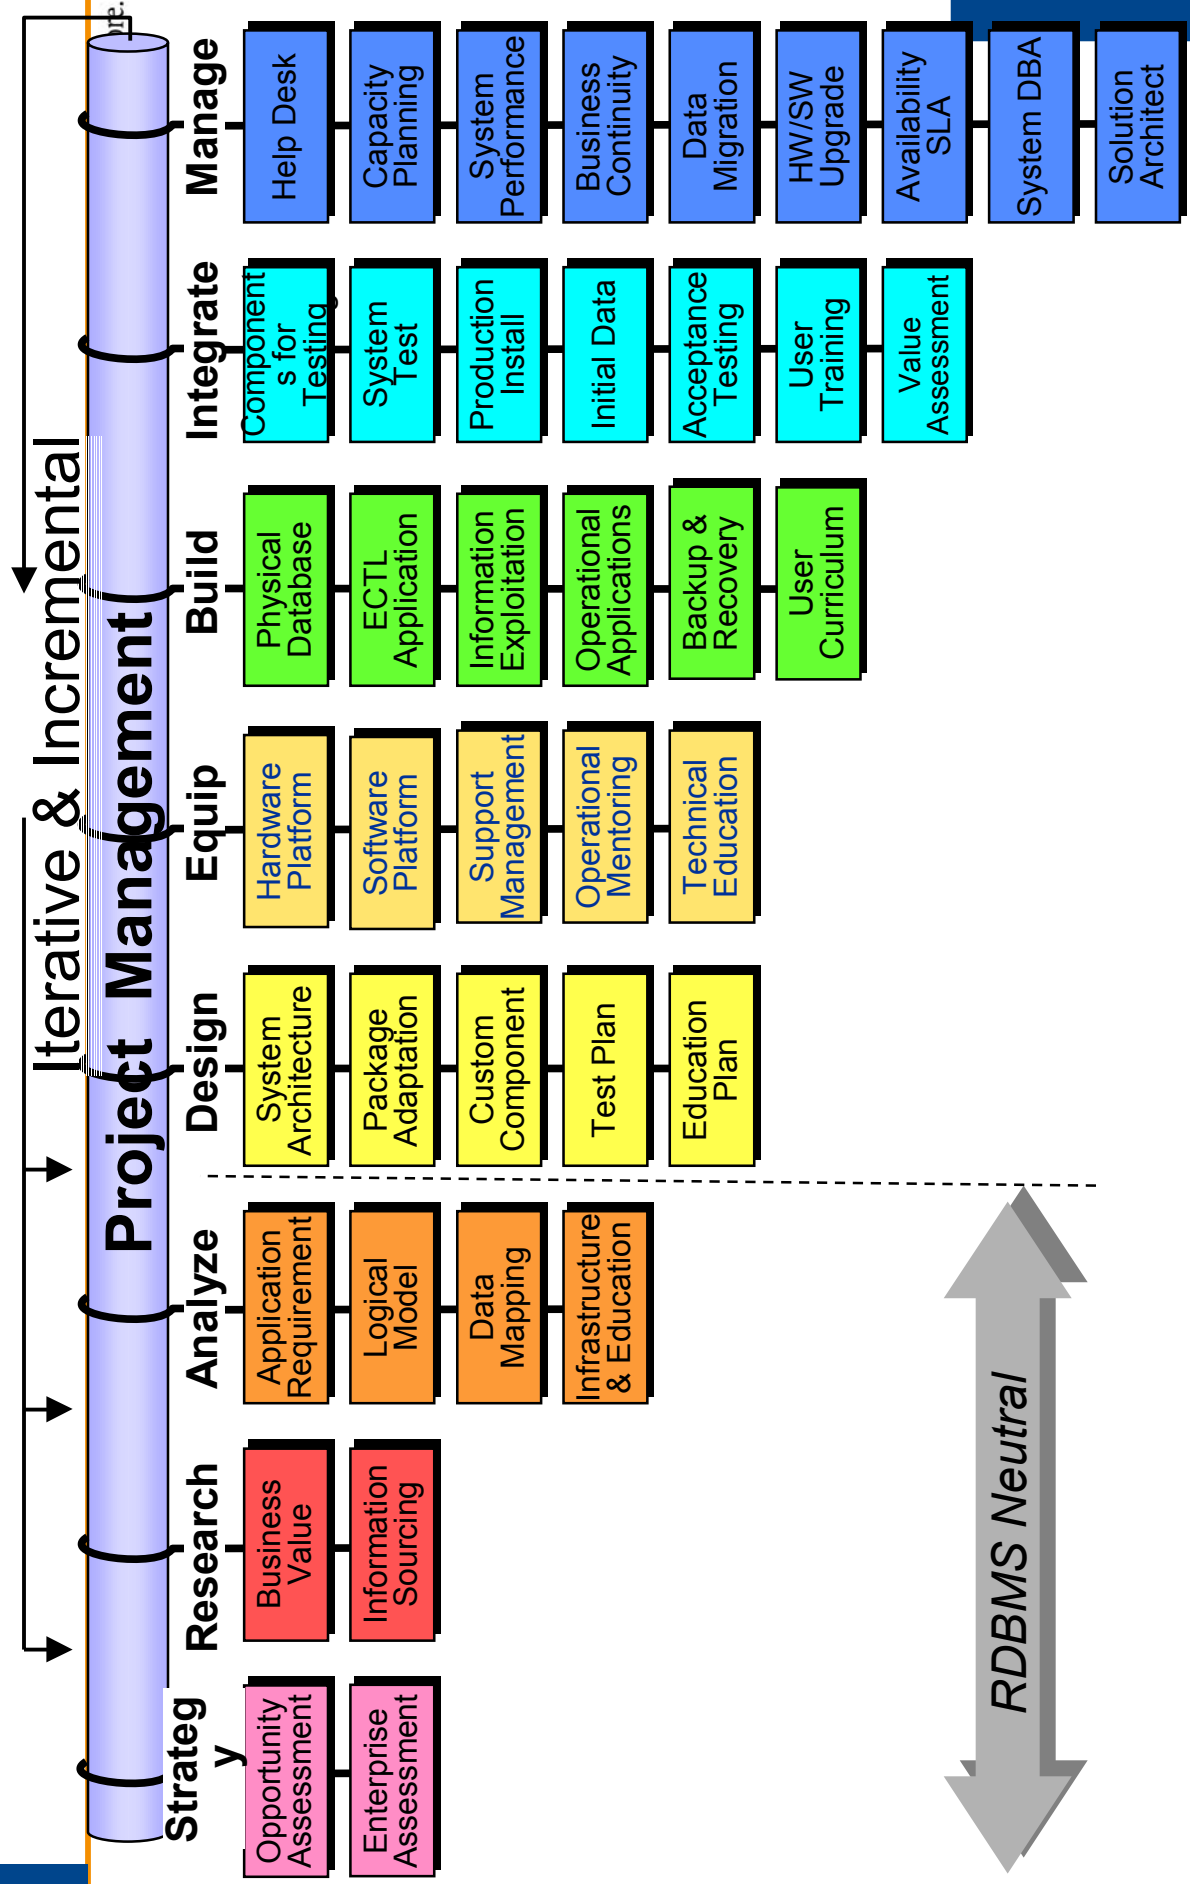 ore.
Iterative & Incremental
Project Management
Strateg
y
Opportunity
Assessment
Enterprise
Assessment
Research
Business
Value
Information
Sourcing
Analyze
Application
Requirement
Logical
Model
Data
Mapping
Infrastructure
& Education
Design
System
Architecture
Package
Adaptation
Custom
Component
Test Plan
Education
Plan
Equip
Hardware
Platform
Software
Platform
Support
Management
Operational
Mentoring
Technical
Education
Build
Physical
Database
ECTL
Application
Information
Exploitation
Operational
Applications
Backup &
Recovery
User
Curriculum
Integrate
Component
s for
Testing
System
Test
Production
Install
Initial Data
Acceptance
Testing
User
Training
Value
Assessment
Manage
Help Desk
Capacity
Planning
System
Performance
Business
Continuity
Data
Migration
HW/SW
Upgrade
Availability
SLA
System DBA
Solution
Architect
RDBMS Neutral